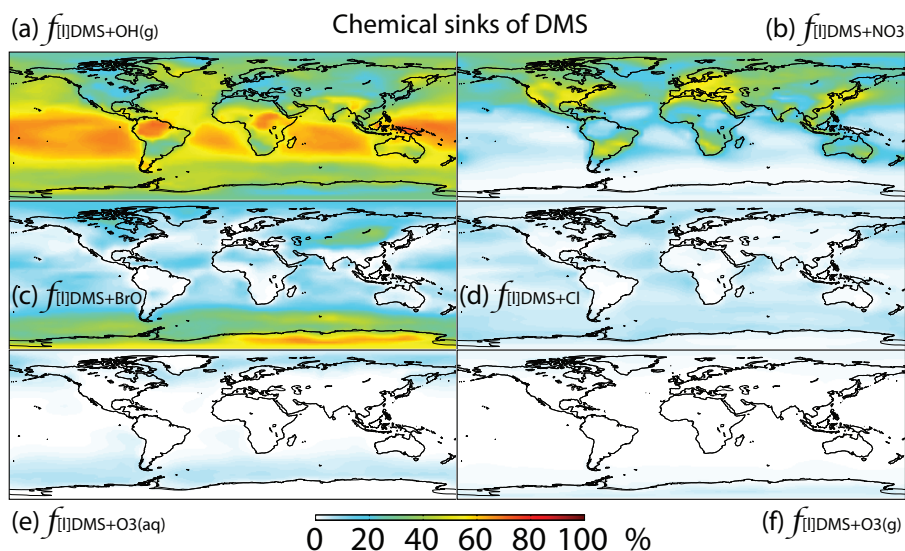 (a) f[l]DMS+OH(g) Chemical sinks of DMS (b) f[l]DMS+NO3
(c) f[l]DMS+BrO (d) f[l]DMS+Cl
(e) f[l]DMS+O3(aq) 0 20 40 60 80 100 % (f) f[l]DMS+O3(g)